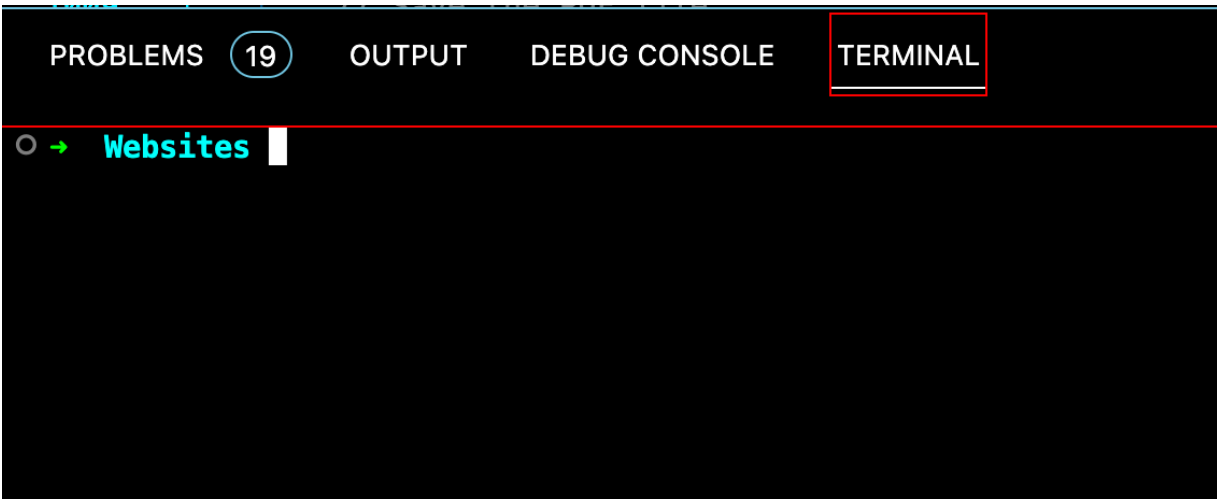 PROBLEMS 19 OUTPUT DEBUG CONSOLE TERMINAL
→ Websites